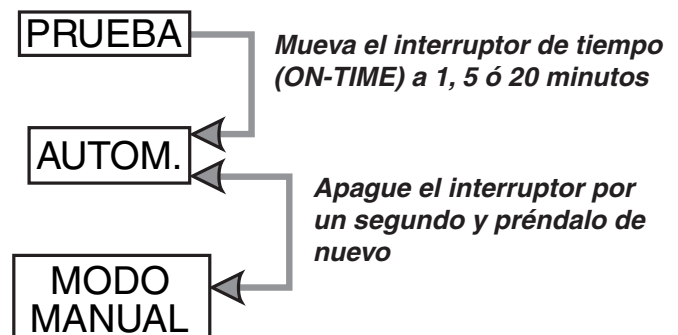 PRUEBA
Mueva el interruptor de tiempo
(ON-TIME) a 1, 5 ó 20 minutos
AUTOM.
Apague el interruptor por
un segundo y préndalo de
nuevo
MODO
MANUAL